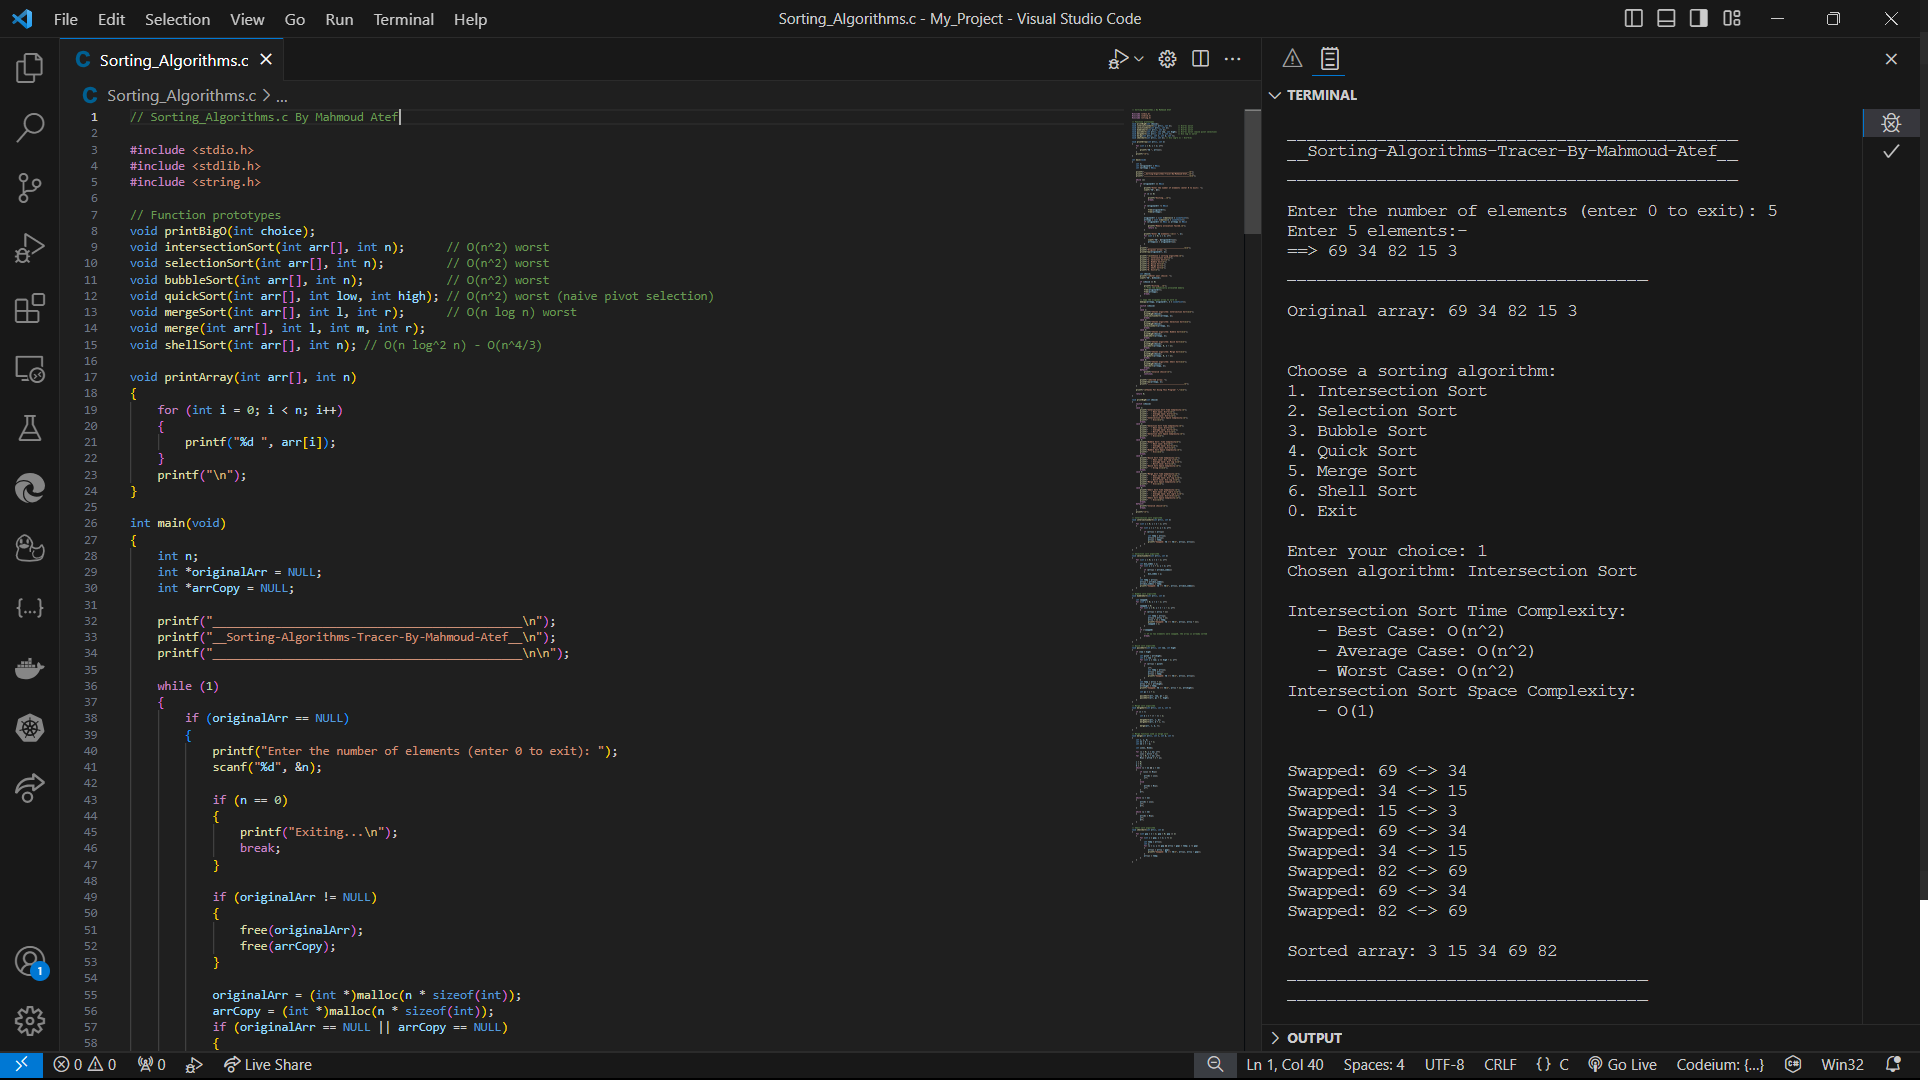 File Edit Selection View Go Run Terminal Help
Sorting_Algorithms.c - My_Project - Visual Studio Code
C Sorting_Algorithms.c
C Sorting_Algorithms.c > ...
1 // Sorting_Algorithms.c By Mahmoud Atef
2
3 #include <stdio.h>
4 #include <stdlib.h>
5 #include <string.h>
6
7 // Function prototypes
8 void printBigO(int choice);
9 void intersectionSort(int arr[], int n); // O(n^2) worst
10 void selectionSort(int arr[], int n); // O(n^2) worst
11 void bubbleSort(int arr[], int n); // O(n^2) worst
12 void quickSort(int arr[], int low, int high); // O(n^2) worst (naive pivot selection)
13 void mergeSort(int arr[], int l, int r); // O(n log n) worst
14 void merge(int arr[], int l, int m, int r);
15 void shellSort(int arr[], int n); // O(n log^2 n) - O(n^4/3)
16
17 void printArray(int arr[], int n)
18 {
19 for (int i = 0; i < n; i++)
20 {
21 printf("%d ", arr[i]);
22 }
23 printf("\n");
24 }
25
26 int main(void)
27 {
28 int n;
29 int *originalArr = NULL;
30 int *arrCopy = NULL;
31
32 printf("_____________________________________________\n");
33 printf("__Sorting-Algorithms-Tracer-By-Mahmoud-Atef__\n");
34 printf("_____________________________________________\n\n");
35
36 while (1)
37 {
38 if (originalArr == NULL)
39 {
40 printf("Enter the number of elements (enter 0 to exit): ");
41 scanf("%d", &n);
42
43 if (n == 0)
44 {
45 printf("Exiting...\n");
46 break;
47 }
48
49 if (originalArr != NULL)
50 {
51 free(originalArr);
52 free(arrCopy);
53 }
54
55 originalArr = (int *)malloc(n * sizeof(int));
56 arrCopy = (int *)malloc(n * sizeof(int));
57 if (originalArr == NULL || arrCopy == NULL)
58 {
TERMINAL
_____________________________________________
__Sorting-Algorithms-Tracer-By-Mahmoud-Atef__
_____________________________________________
Enter the number of elements (enter 0 to exit): 5
Enter 5 elements:-
==> 69 34 82 15 3
____________________________________
Original array: 69 34 82 15 3
Choose a sorting algorithm:
1. Intersection Sort
2. Selection Sort
3. Bubble Sort
4. Quick Sort
5. Merge Sort
6. Shell Sort
0. Exit
Enter your choice: 1
Chosen algorithm: Intersection Sort
Intersection Sort Time Complexity:
- Best Case: O(n^2)
- Average Case: O(n^2)
- Worst Case: O(n^2)
Intersection Sort Space Complexity:
- O(1)
Swapped: 69 <-> 34
Swapped: 34 <-> 15
Swapped: 15 <-> 3
Swapped: 69 <-> 34
Swapped: 34 <-> 15
Swapped: 82 <-> 69
Swapped: 69 <-> 34
Swapped: 82 <-> 69
Sorted array: 3 15 34 69 82
____________________________________
____________________________________
OUTPUT
1
0 0 0 Live Share
Ln 1, Col 40 Spaces: 4 UTF-8 CRLF {} C Go Live Codeium: {...} Win32